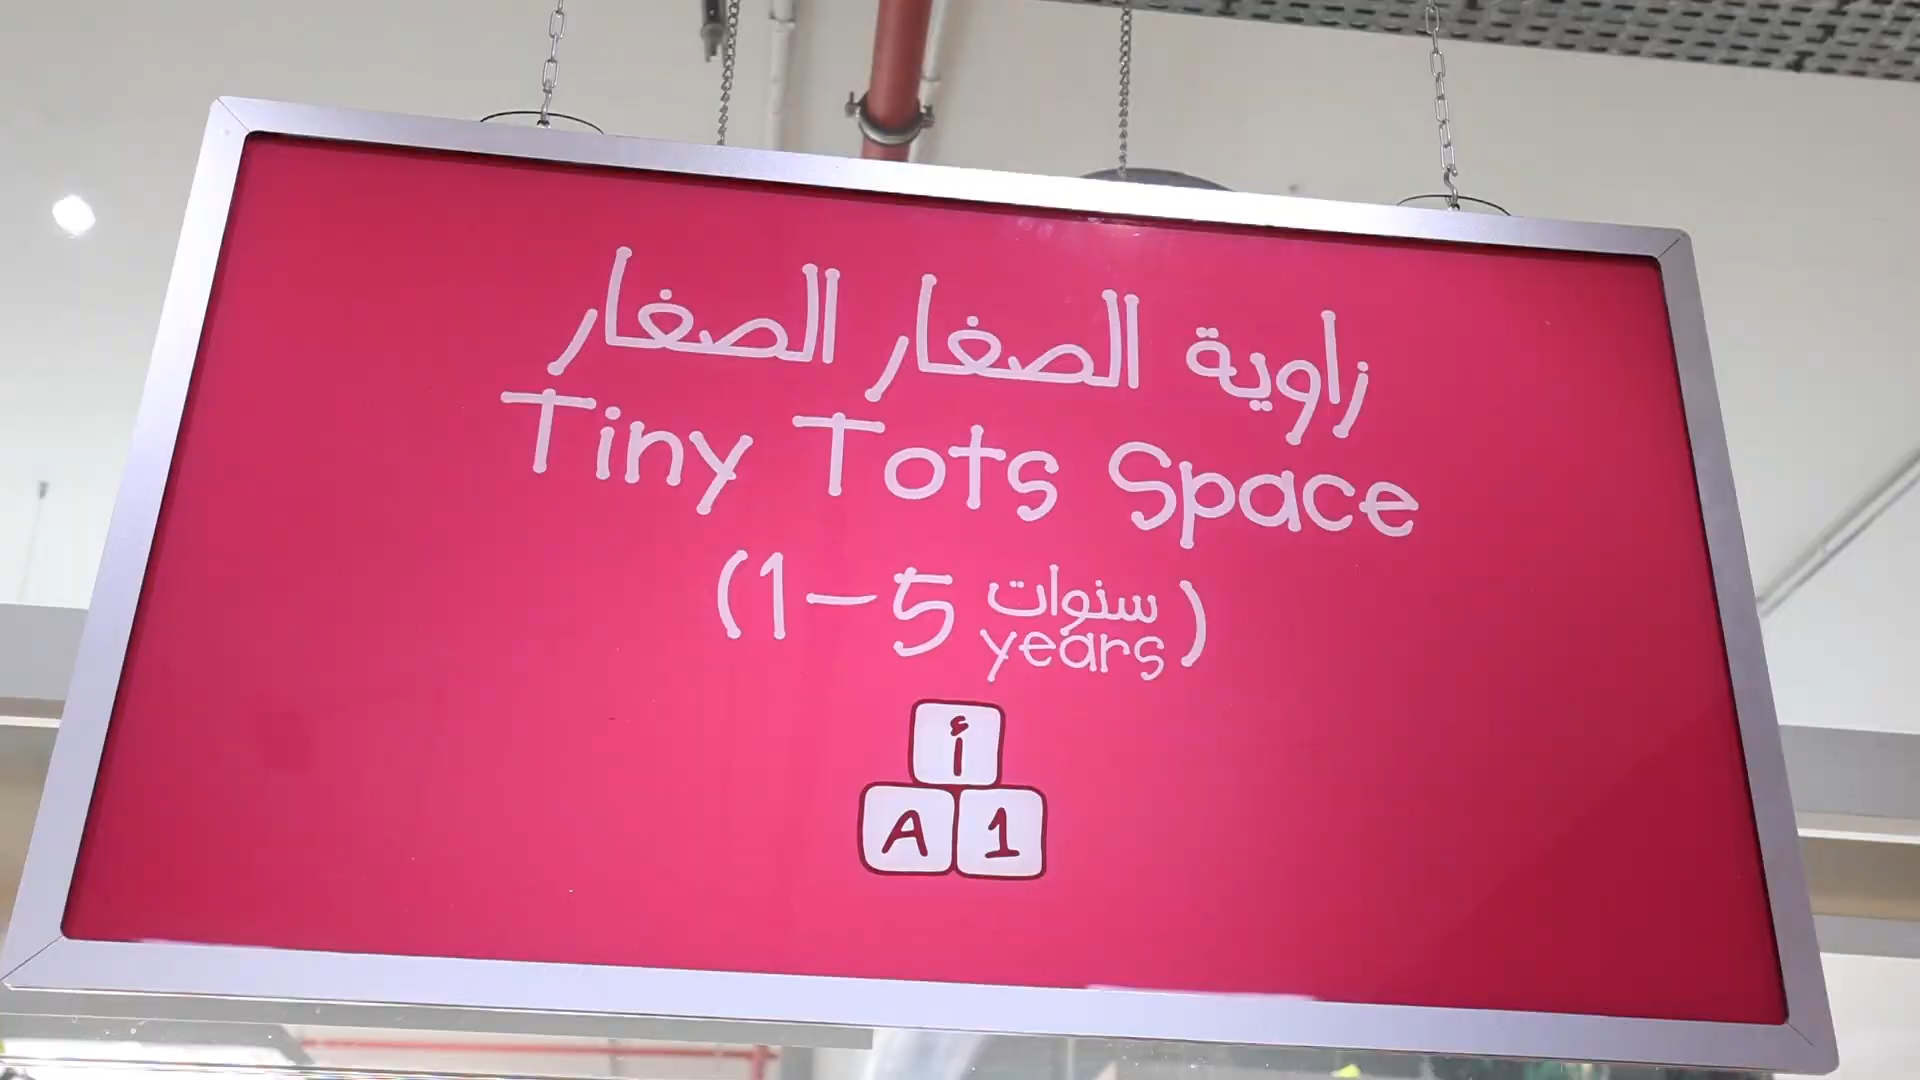 زاوية الصغار الصغار
Tiny Tots Space
(1-5 سنوات years)
أ
A 1